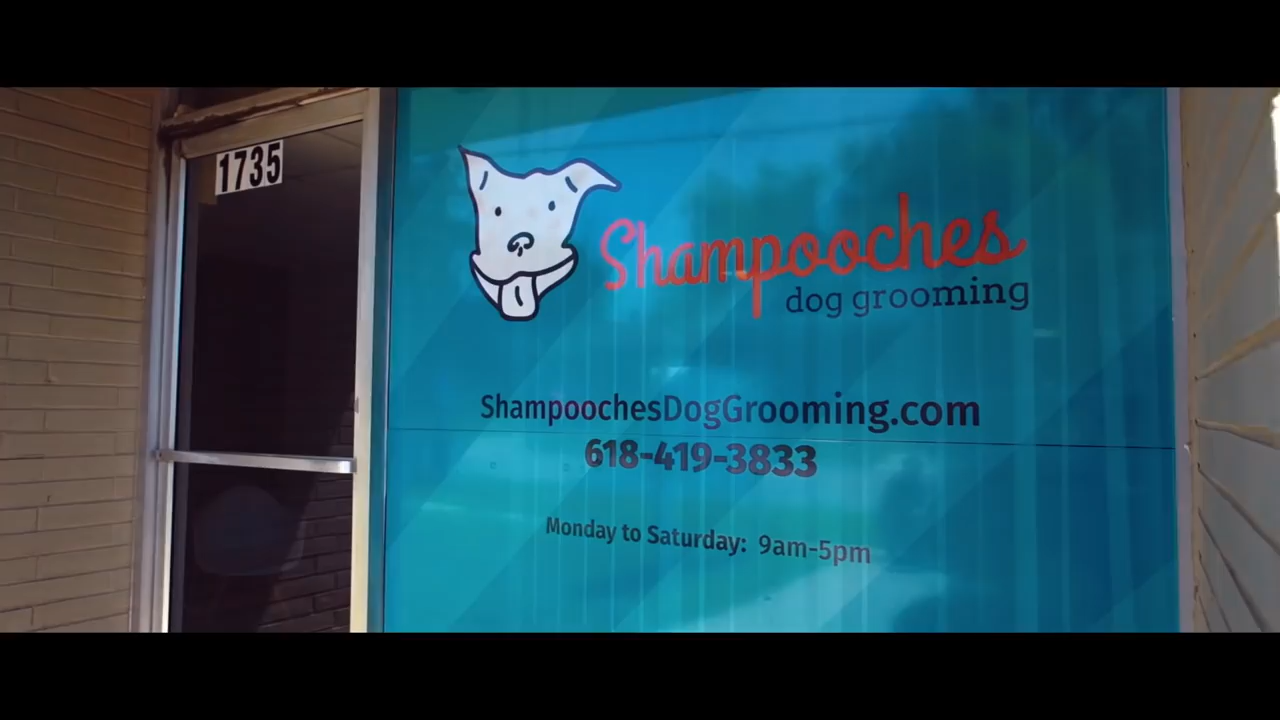 1735
Shampooches
dog grooming
ShampoochesDogGrooming.com
618-419-3833
Monday to Saturday: 9am-5pm